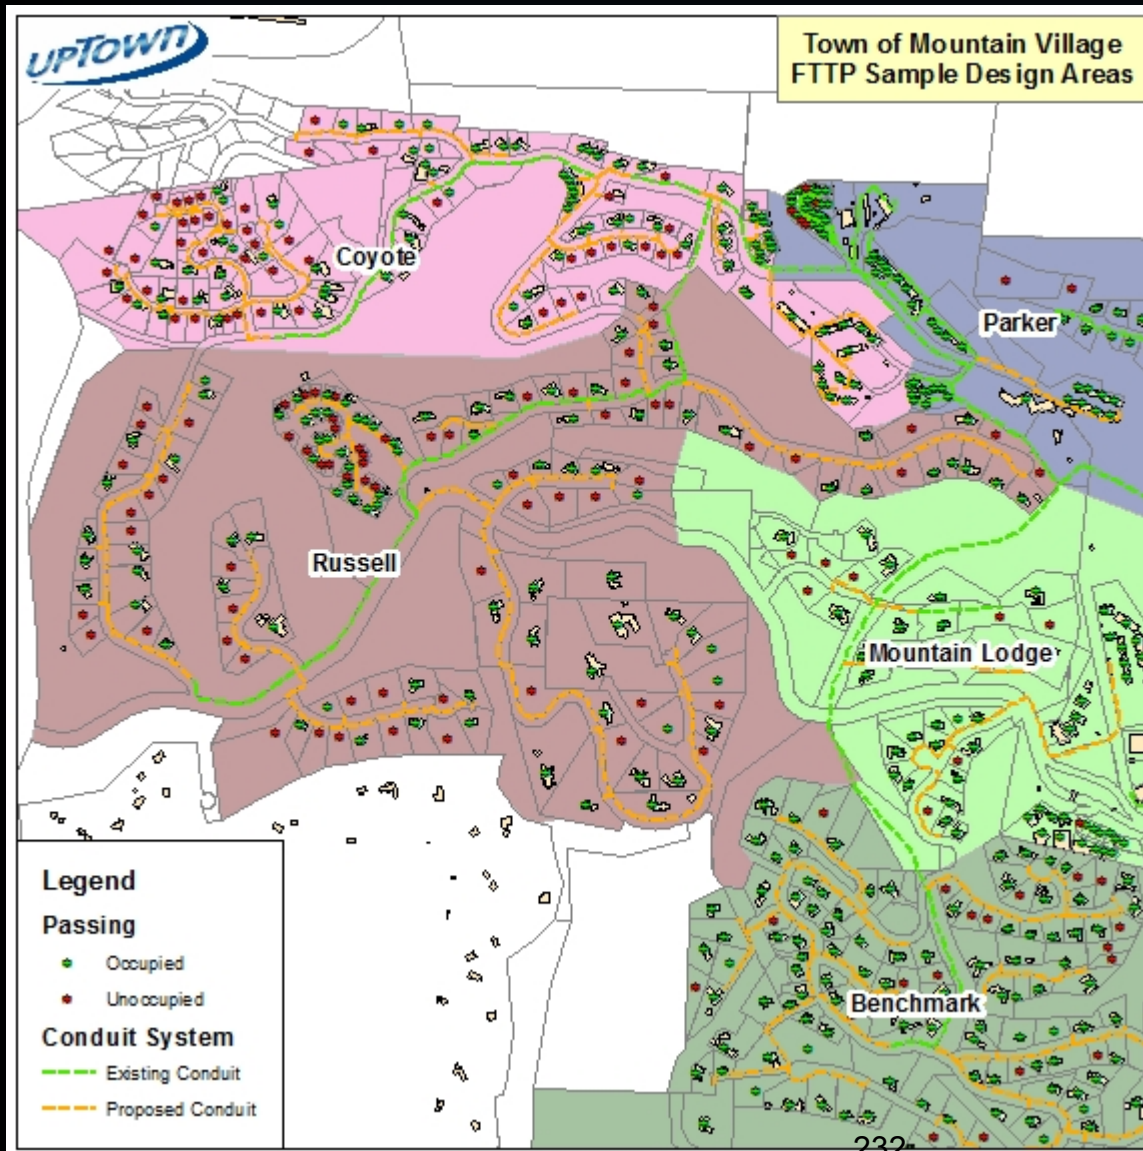 UPTOWN
Town of Mountain Village
FTTP Sample Design Areas
Coyote
Parker
Russell
Mountain Lodge
Benchmark
Legend
Passing
Occupied
Unoccupied
Conduit System
Existing Conduit
Proposed Conduit
232